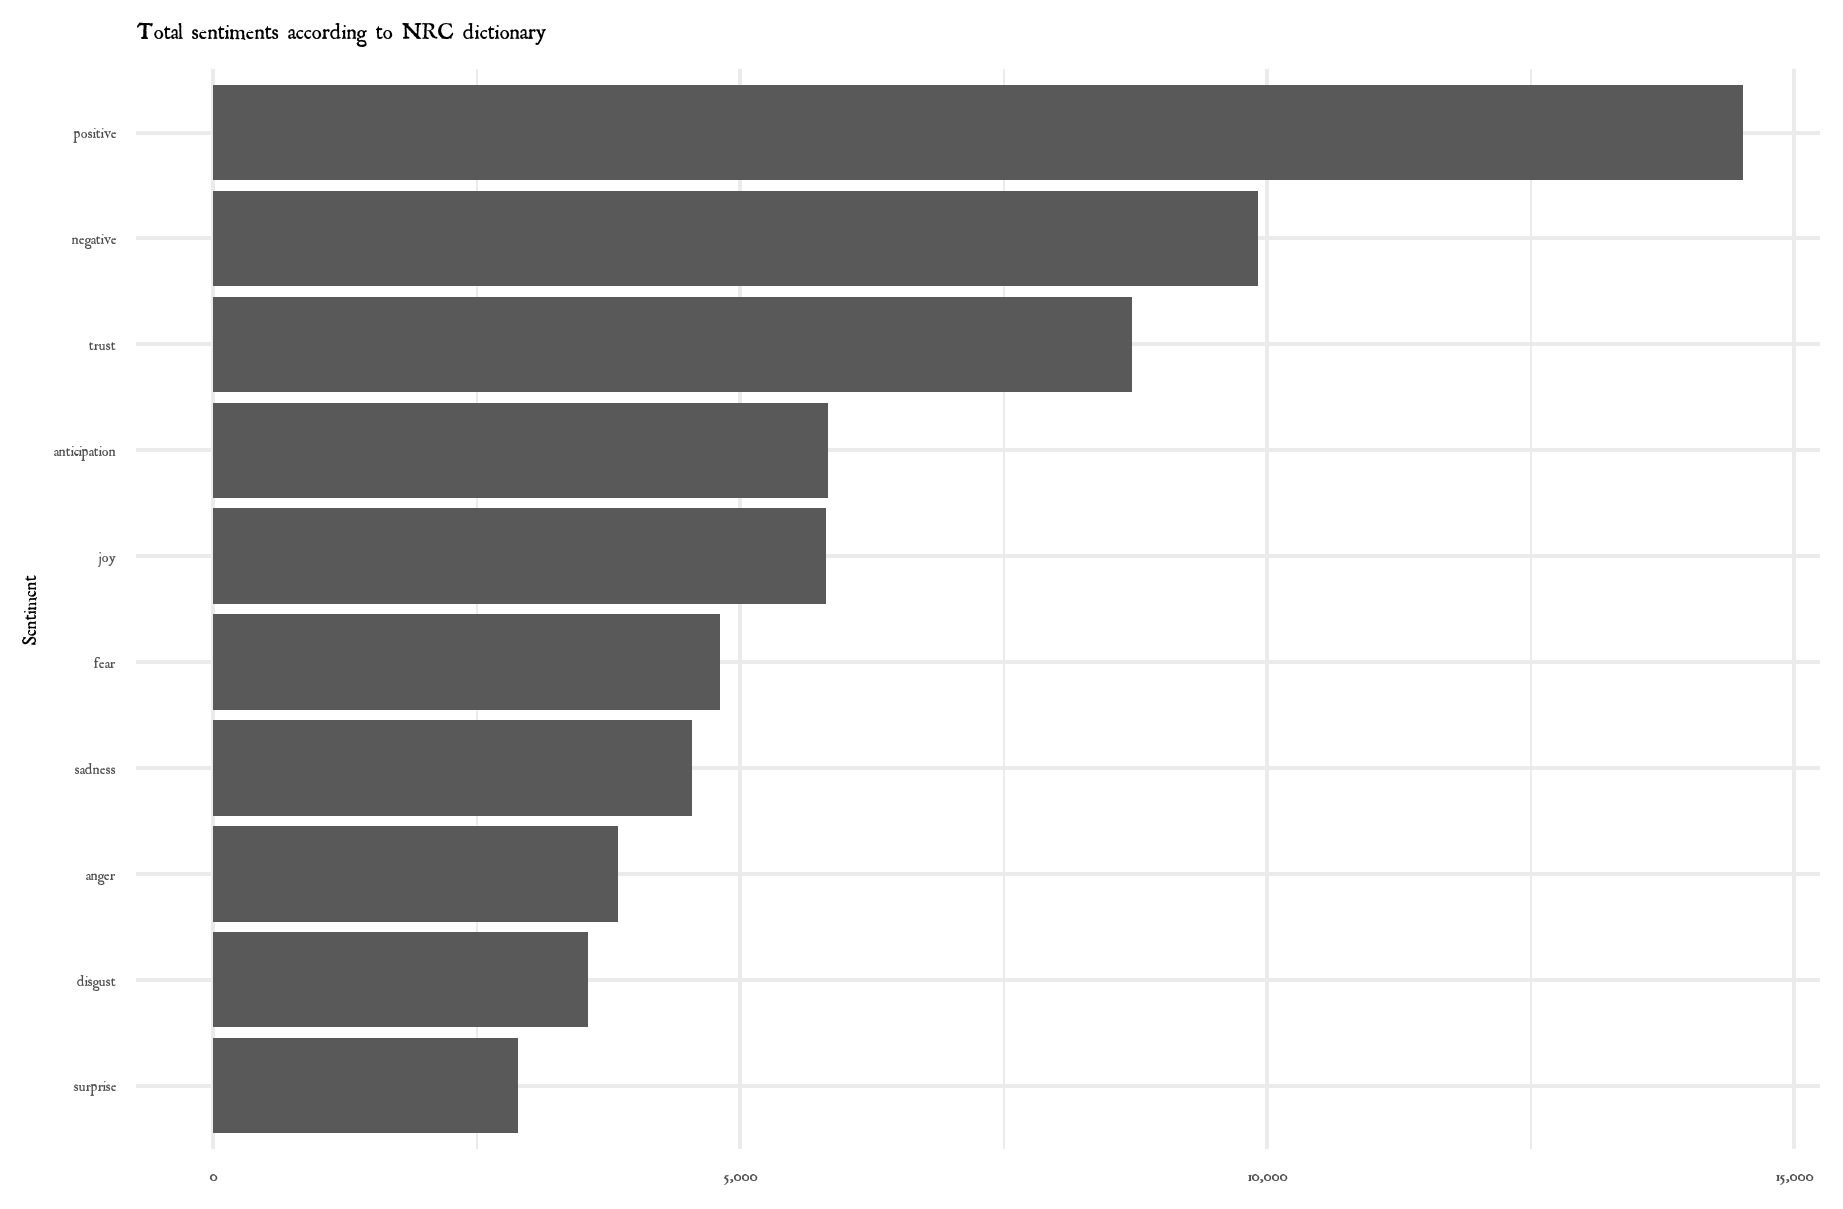 Total sentiments according to NRC dictionary
positive
negative
trust
anticipation
joy
fear
sadness
anger
disgust
surprise
Sentiment
0 5,000 10,000 15,000